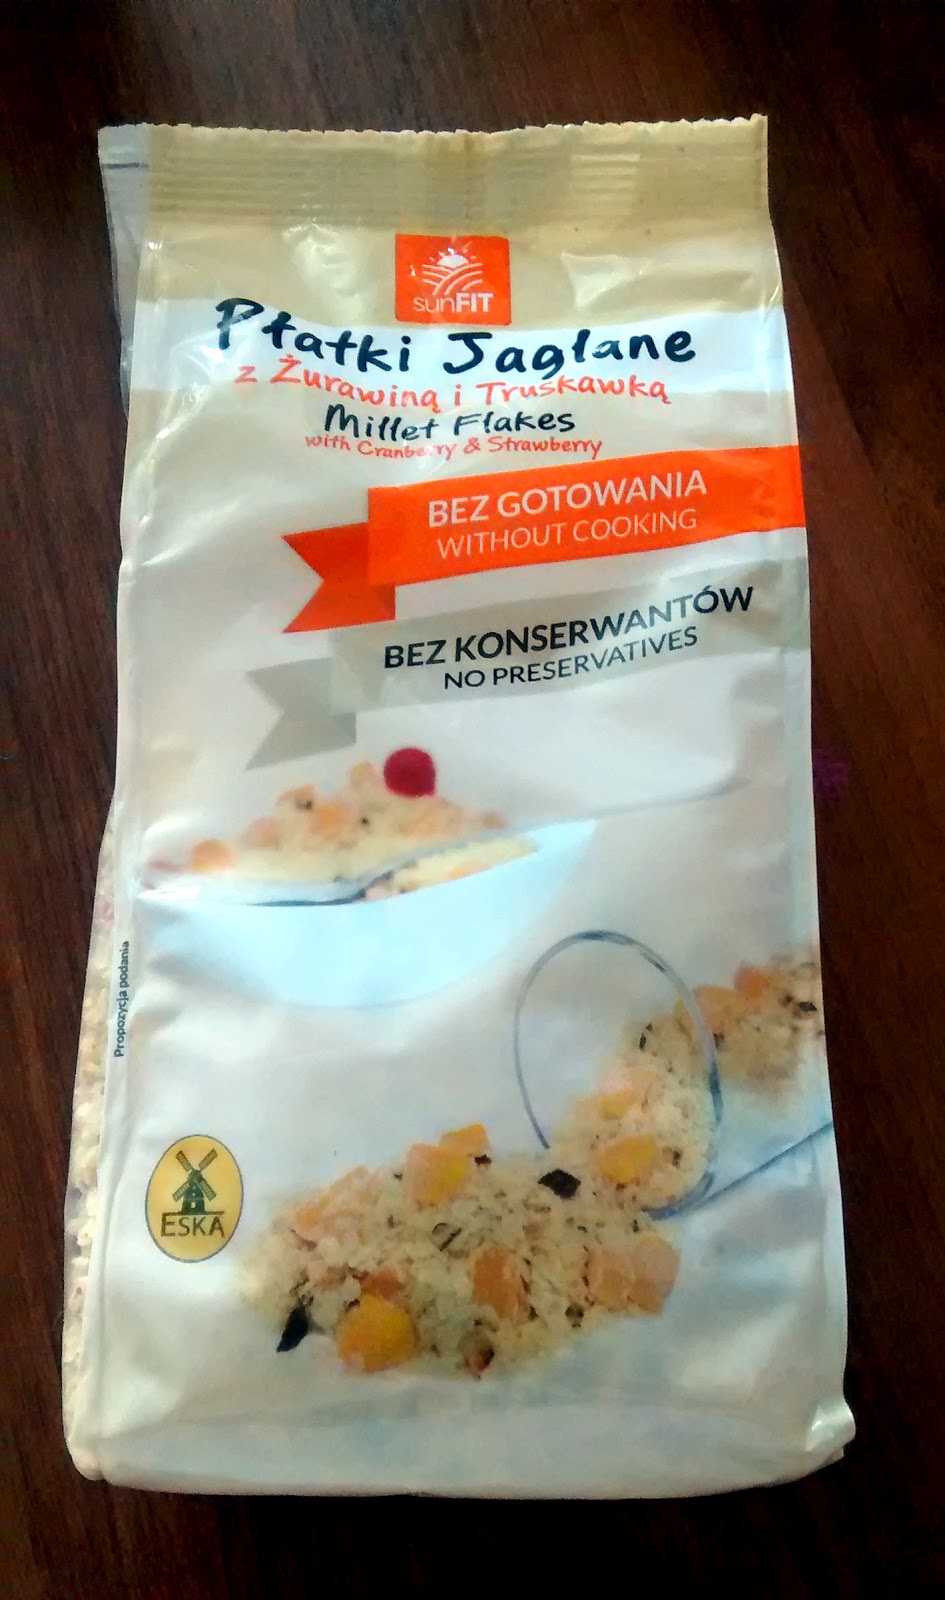 sunFIT
Płatki Jaglane
z Żurawiną i Truskawką
Millet Flakes
with Cranberry & Strawberry
BEZ GOTOWANIA
WITHOUT COOKING
BEZ KONSERWANTÓW
NO PRESERVATIVES
Propozycja podania
ESKA